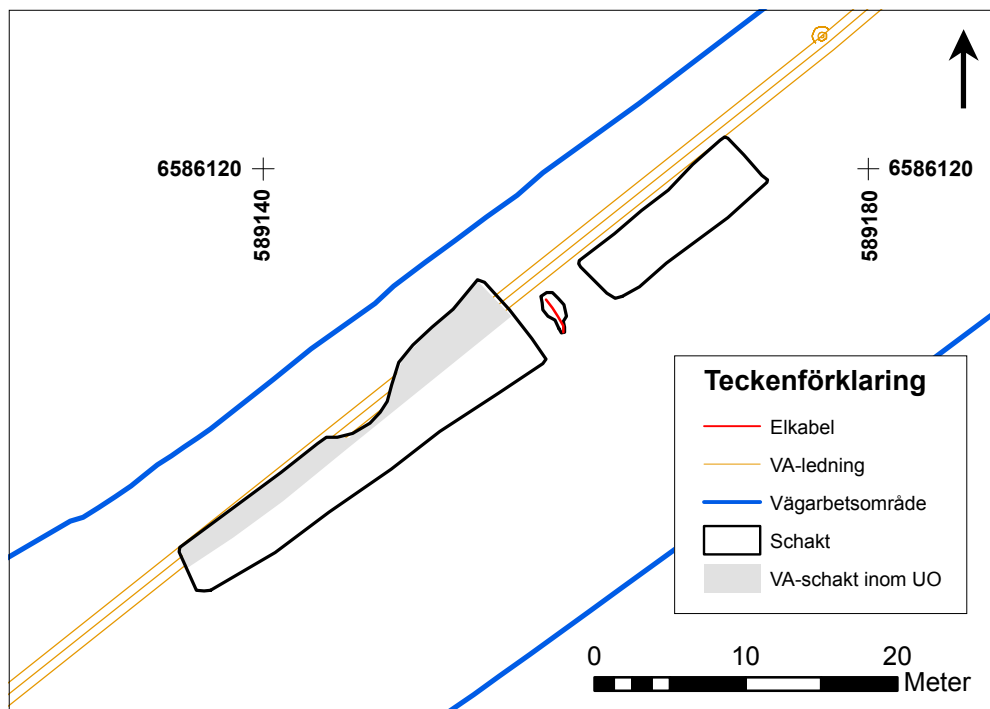 6586120
6586120
589140
589180
Teckenförklaring
Elkabel
VA-ledning
Vägarbetsområde
Schakt
VA-schakt inom UO
0 10 20
Meter